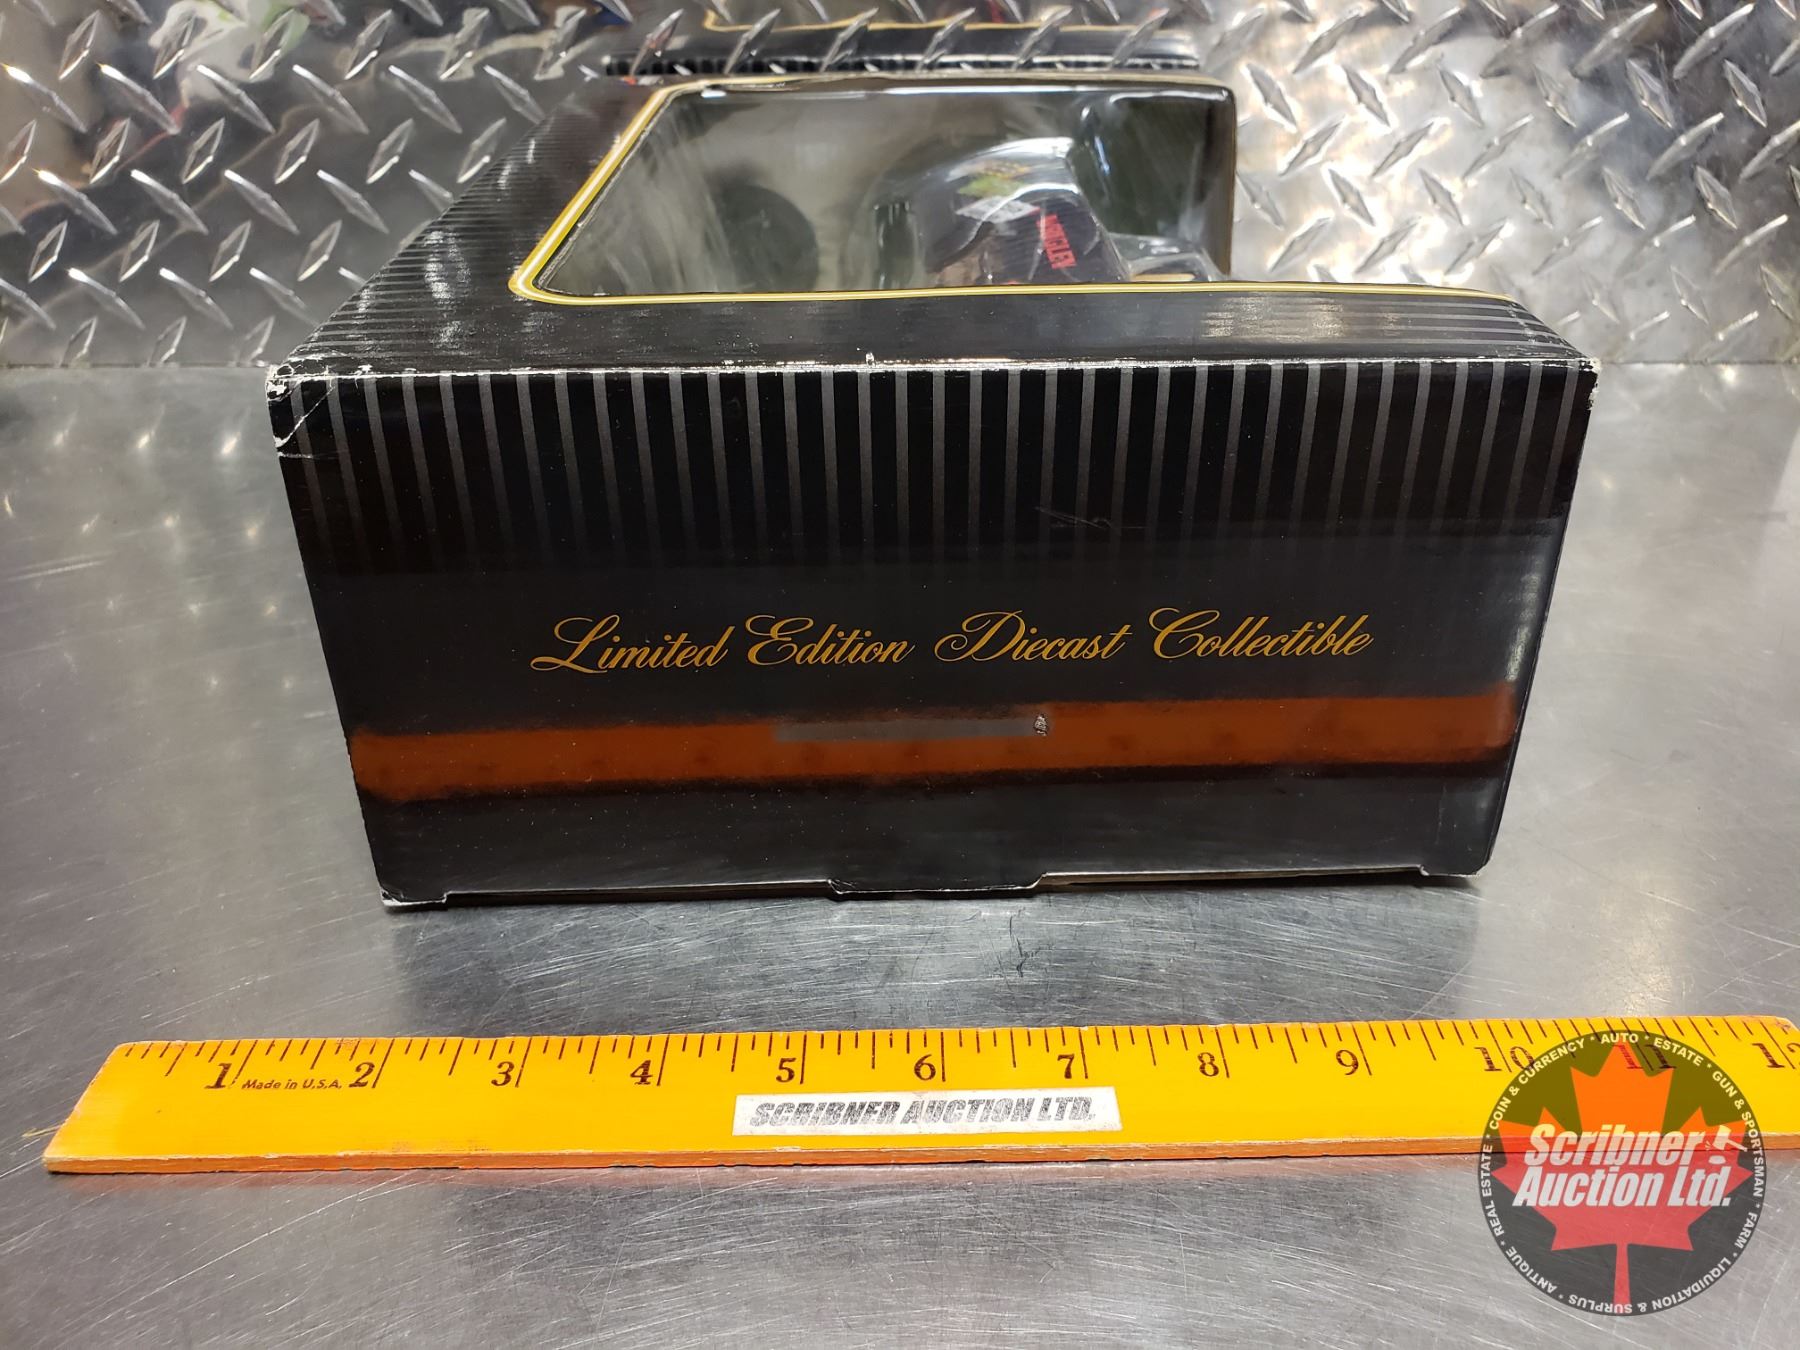 Limited Edition Diecast Collectible
1 2 3 4 5 6 7 8 9 10 11 12
Made in U.S.A.
SCRIBNER AUCTION LTD.
COIN & CURRENCY * AUTO * ESTATE * GUN & SPORTSMAN * FARM * LIQUIDATION & SURPLUS * ANTIQUE * REAL ESTATE *
Scribner
Auction Ltd.